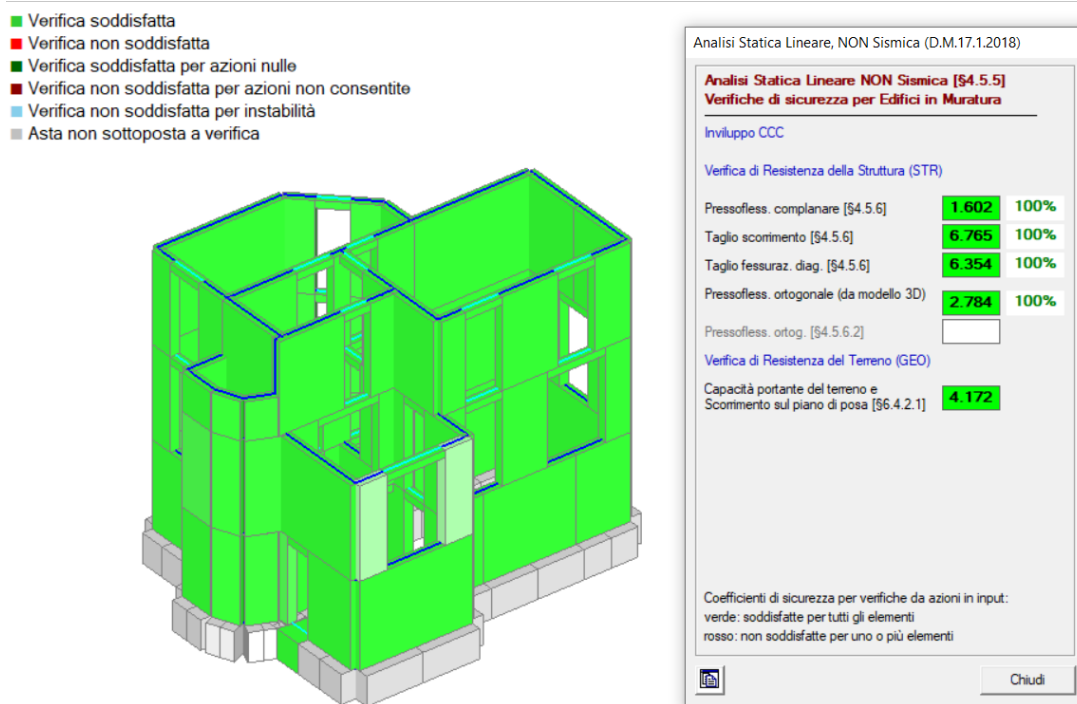 Verifica soddisfatta
Verifica non soddisfatta
Verifica soddisfatta per azioni nulle
Verifica non soddisfatta per azioni non consentite
Verifica non soddisfatta per instabilità
Asta non sottoposta a verifica
Analisi Statica Lineare, NON Sismica (D.M.17.1.2018)
Analisi Statica Lineare NON Sismica [§4.5.5]
Verifiche di sicurezza per Edifici in Muratura
Inviluppo CCC
Verifica di Resistenza della Struttura (STR)
Pressofless. complanare [§4.5.6] 1.602 100%
Taglio scorrimento [§4.5.6] 6.765 100%
Taglio fessuraz. diag. [§4.5.6] 6.354 100%
Pressofless. ortogonale (da modello 3D) 2.784 100%
Pressofless. ortog. [§4.5.6.2]
Verifica di Resistenza del Terreno (GEO)
Capacità portante del terreno e
Scorrimento sul piano di posa [§6.4.2.1] 4.172
Coefficienti di sicurezza per verifiche da azioni in input:
verde: soddisfatte per tutti gli elementi
rosso: non soddisfatte per uno o più elementi
Chiudi